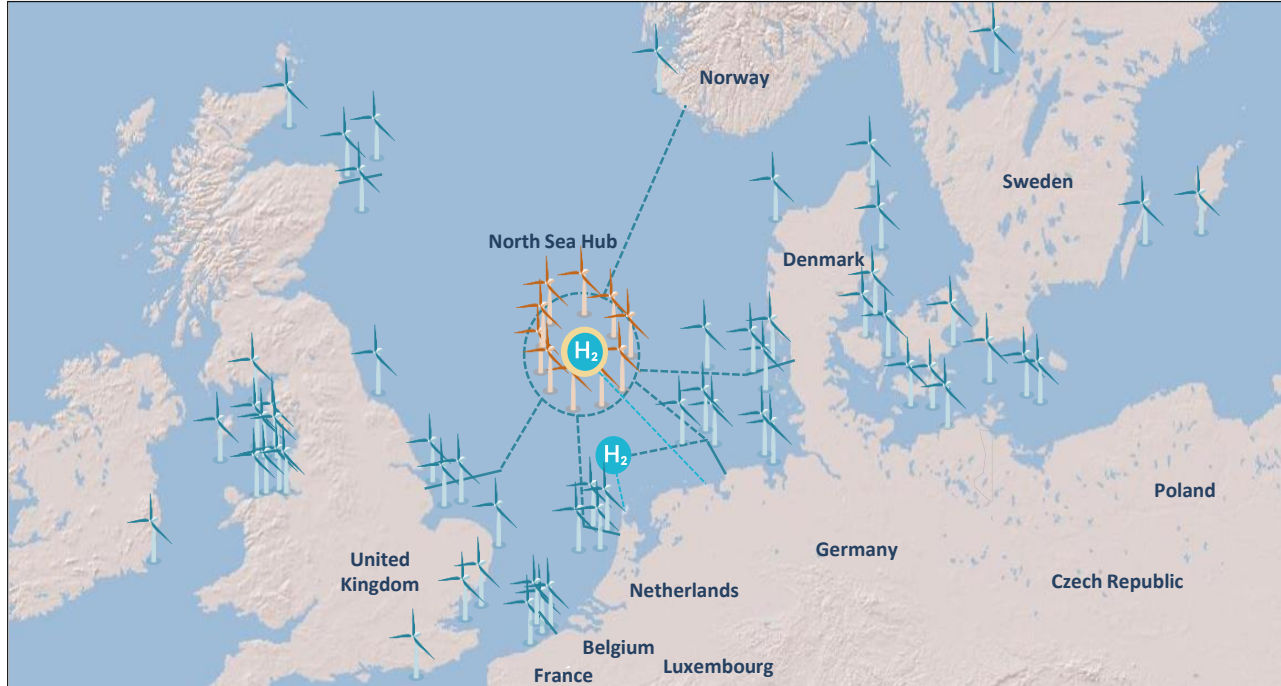 Norway
Sweden
North Sea Hub
Denmark
H₂
H₂
Poland
Germany
United
Kingdom
Czech Republic
Netherlands
Belgium
Luxembourg
France